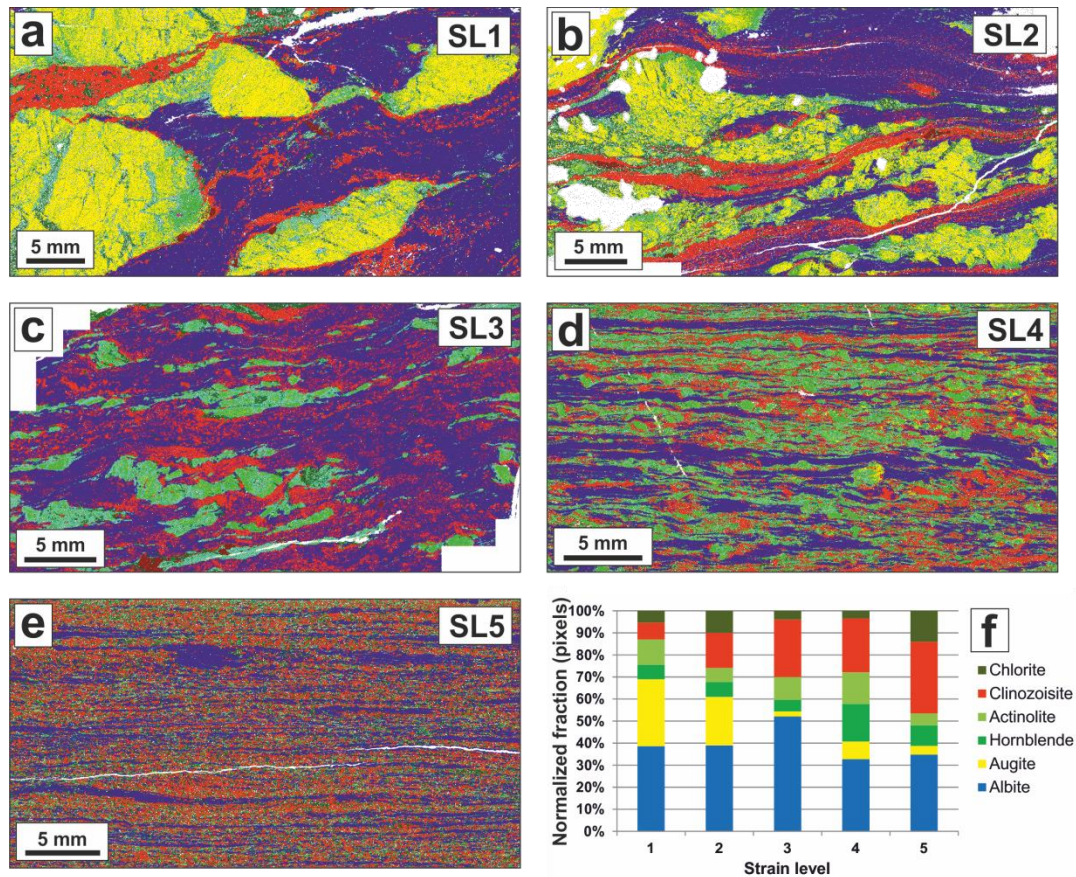 a
SL1
5 mm
b
SL2
5 mm
c
SL3
5 mm
d
SL4
5 mm
e
SL5
5 mm
f
Normalized fraction (pixels)
100%
90%
80%
70%
60%
50%
40%
30%
20%
10%
0%
1 2 3 4 5
Strain level
Chlorite
Clinozoisite
Actinolite
Hornblende
Augite
Albite